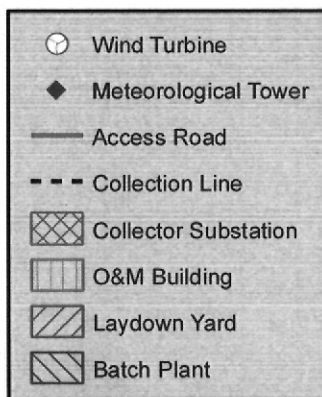 Wind Turbine
Meteorological Tower
Access Road
Collection Line
Collector Substation
O&M Building
Laydown Yard
Batch Plant